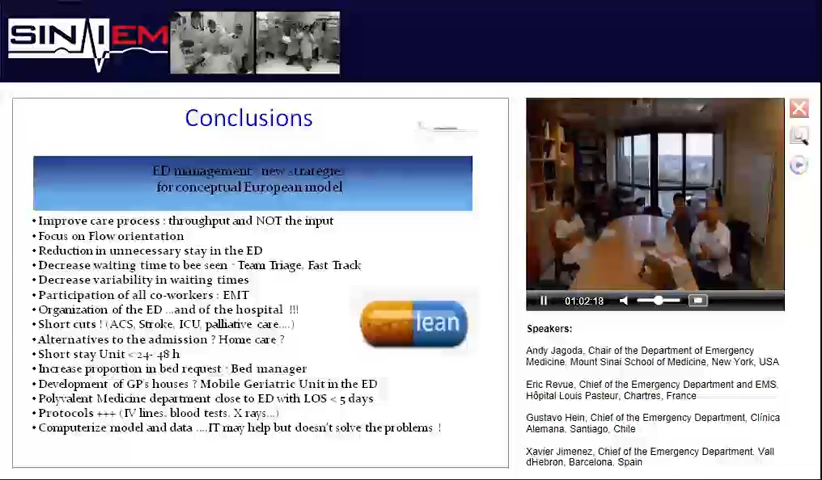 SINAIEM
Conclusions
ED management : new strategies
for conceptual European model
• Improve care process : throughput and NOT the input
• Focus on Flow orientation
• Reduction in unnecessary stay in the ED
• Decrease waiting time to bee seen : Team Triage, Fast Track
• Decrease variability in waiting times
• Participation of all co-workers : EMT
• Organization of the ED ...and of the hospital !!!
• Short cuts ! (ACS, Stroke, ICU, palliative care....)
• Alternatives to the admission ? Home care ?
• Short stay Unit < 24- 48 h
• Increase proportion in bed request : Bed manager
• Development of GP's houses ? Mobile Geriatric Unit in the ED
• Polyvalent Medicine department close to ED with LOS < 5 days
• Protocols +++ ( IV lines, blood tests, X rays...)
• Computerize model and data ....IT may help but doesn't solve the problems !
lean
01:02:18
Speakers:
Andy Jagoda, Chair of the Department of Emergency
Medicine, Mount Sinai School of Medicine, New York, USA
Eric Revue, Chief of the Emergency Department and EMS,
Hôpital Louis Pasteur, Chartres, France
Gustavo Hein, Chief of the Emergency Department, Clínica
Alemana, Santiago, Chile
Xavier Jimenez, Chief of the Emergency Department, Vall
dHebron, Barcelona, Spain